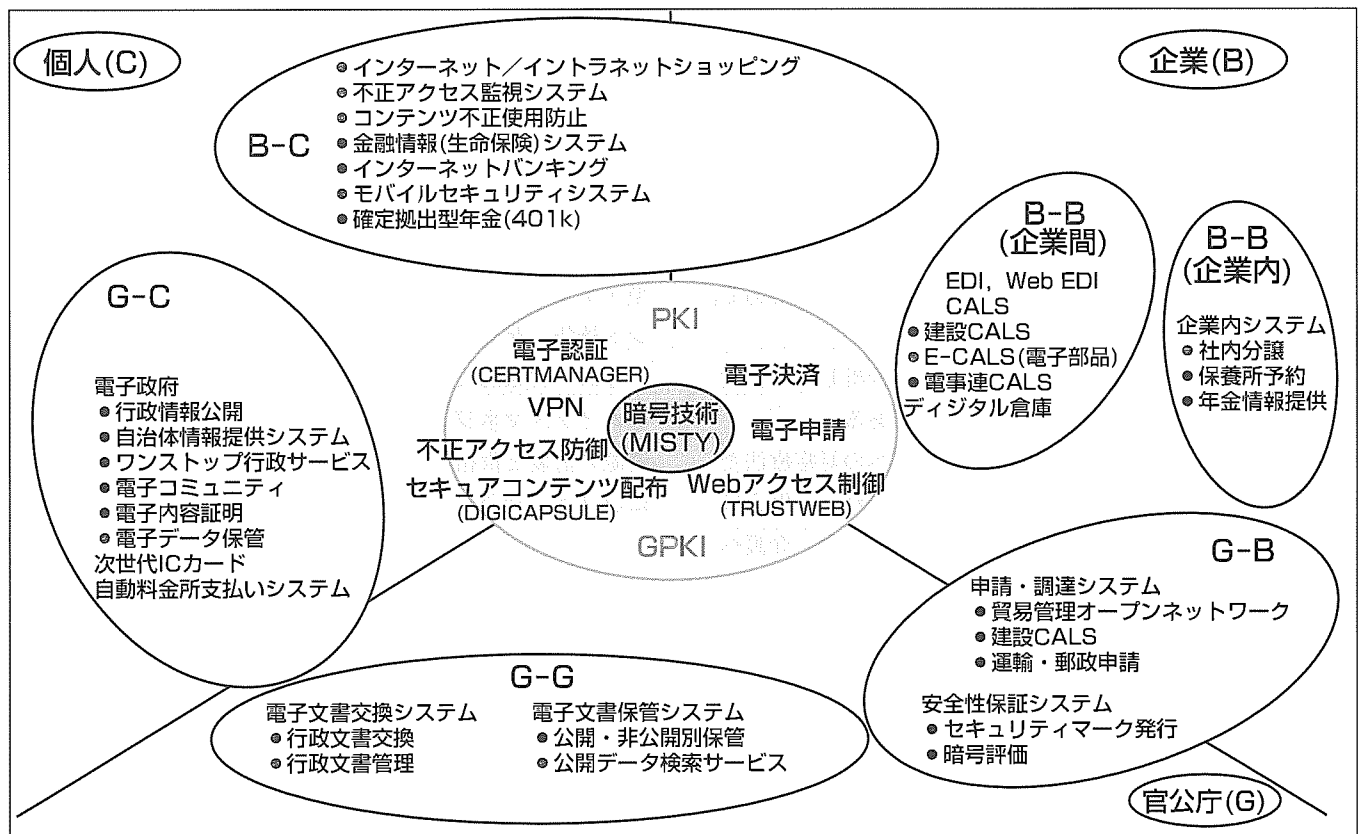 個人(C)
企業(B)
B-C
●インターネット／イントラネットショッピング
●不正アクセス監視システム
●コンテンツ不正使用防止
●金融情報(生命保険)システム
●インターネットバンキング
●モバイルセキュリティシステム
●確定拠出型年金(401k)
B-B
(企業間)
EDI，Web EDI
CALS
●建設CALS
●E-CALS(電子部品)
●電事連CALS
ディジタル倉庫
B-B
(企業内)
企業内システム
●社内分譲
●保養所予約
●年金情報提供
G-C
電子政府
●行政情報公開
●自治体情報提供システム
●ワンストップ行政サービス
●電子コミュニティ
●電子内容証明
●電子データ保管
次世代ICカード
自動料金所支払いシステム
PKI
電子認証
(CERTMANAGER)
電子決済
VPN
暗号技術
(MISTY)
電子申請
不正アクセス防御
セキュアコンテンツ配布
(DIGICAPSULE)
Webアクセス制御
(TRUSTWEB)
GPKI
G-B
申請・調達システム
●貿易管理オープンネットワーク
●建設CALS
●運輸・郵政申請
安全性保証システム
●セキュリティマーク発行
●暗号評価
G-G
電子文書交換システム
●行政文書交換
●行政文書管理
電子文書保管システム
●公開・非公開別保管
●公開データ検索サービス
官公庁(G)